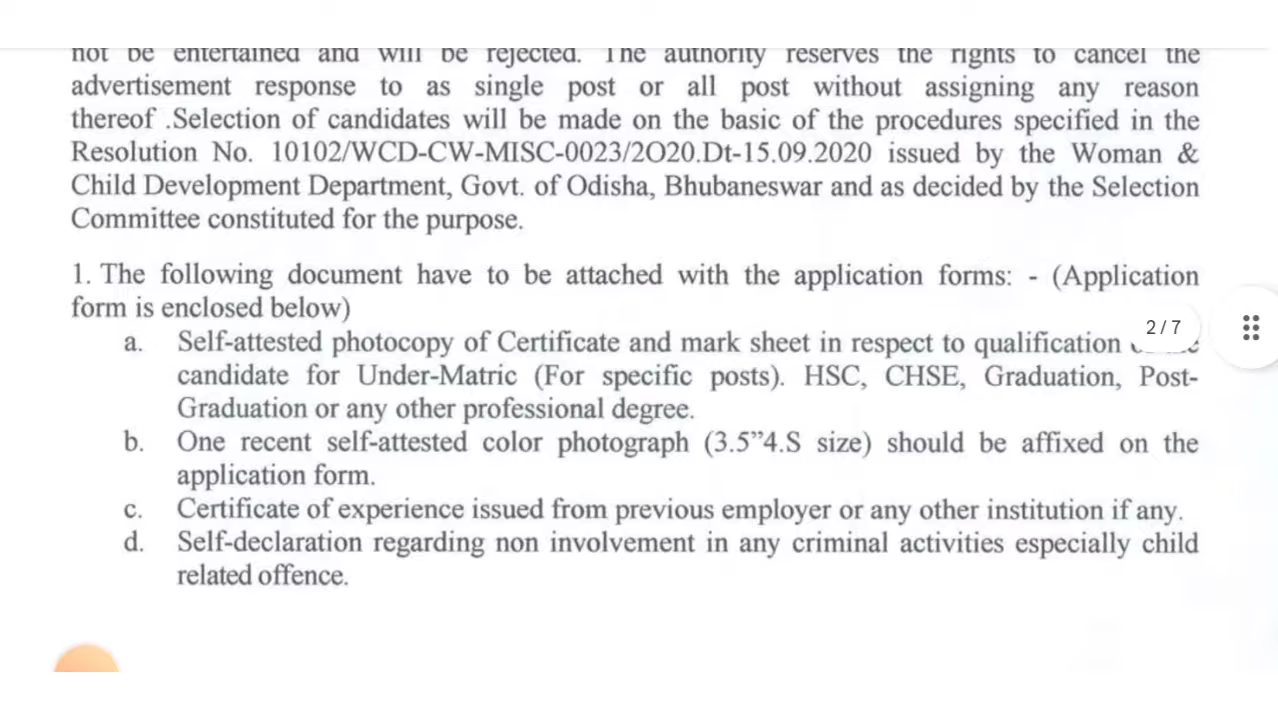 not be entertained and will be rejected. The authority reserves the rights to cancel the
advertisement response to as single post or all post without assigning any reason
thereof .Selection of candidates will be made on the basic of the procedures specified in the
Resolution No. 10102/WCD-CW-MISC-0023/2O20.Dt-15.09.2020 issued by the Woman &
Child Development Department, Govt. of Odisha, Bhubaneswar and as decided by the Selection
Committee constituted for the purpose.
1. The following document have to be attached with the application forms: - (Application
form is enclosed below)
2/7
a. Self-attested photocopy of Certificate and mark sheet in respect to qualification
candidate for Under-Matric (For specific posts). HSC, CHSE, Graduation, Post-
Graduation or any other professional degree.
b. One recent self-attested color photograph (3.5”4.S size) should be affixed on the
application form.
c. Certificate of experience issued from previous employer or any other institution if any.
d. Self-declaration regarding non involvement in any criminal activities especially child
related offence.